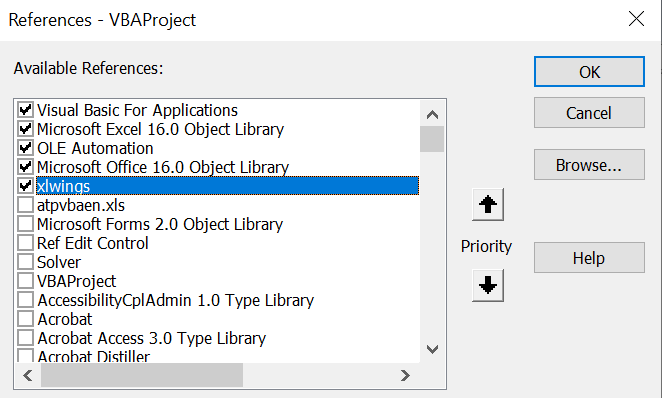 References - VBAProject
Available References:
Visual Basic For Applications
Microsoft Excel 16.0 Object Library
OLE Automation
Microsoft Office 16.0 Object Library
xlwings
atpvbaen.xls
Microsoft Forms 2.0 Object Library
Ref Edit Control
Solver
VBAProject
AccessibilityCplAdmin 1.0 Type Library
Acrobat
Acrobat Access 3.0 Type Library
Acrobat Distiller
OK
Cancel
Browse...
Priority
Help